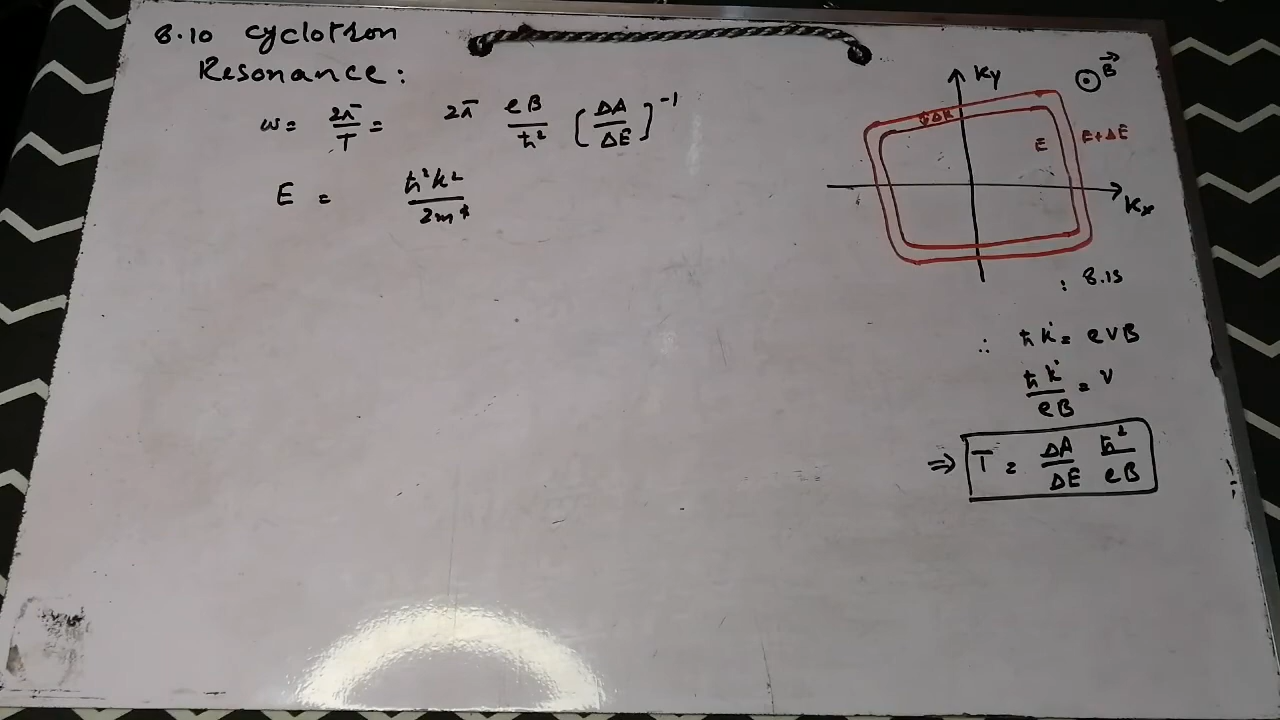 8.10 Cyclotron
Resonance:
ω = 2π/T = 2π eB/ħ² [ΔA/ΔE]⁻¹
E = ħ²k²/2m*
Ky
B⃗
Δk
E
E+ΔE
Kx
: 8.15
∴ ħk̇ = evB
ħk̇/eB = v
⇒ T = ΔA/ΔE ħ²/eB